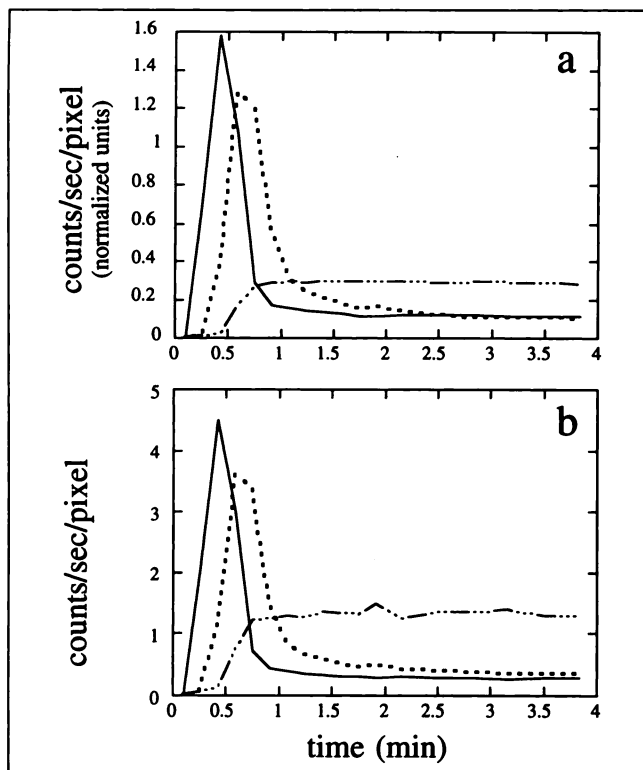 a
counts/sec/pixel
(normalized units)
1.6
1.4
1.2
1
0.8
0.6
0.4
0.2
0
0 0.5 1 1.5 2 2.5 3 3.5 4
b
counts/sec/pixel
5
4
3
2
1
0
0 0.5 1 1.5 2 2.5 3 3.5 4
time (min)